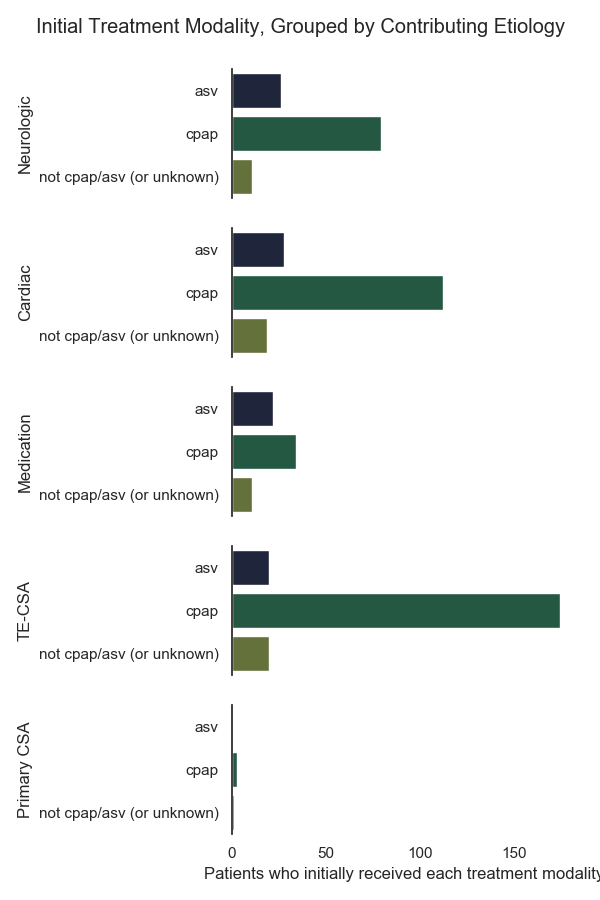 Initial Treatment Modality, Grouped by Contributing Etiology
Neurologic
asv
cpap
not cpap/asv (or unknown)
Cardiac
asv
cpap
not cpap/asv (or unknown)
Medication
asv
cpap
not cpap/asv (or unknown)
TE-CSA
asv
cpap
not cpap/asv (or unknown)
Primary CSA
asv
cpap
not cpap/asv (or unknown)
0 50 100 150
Patients who initially received each treatment modality